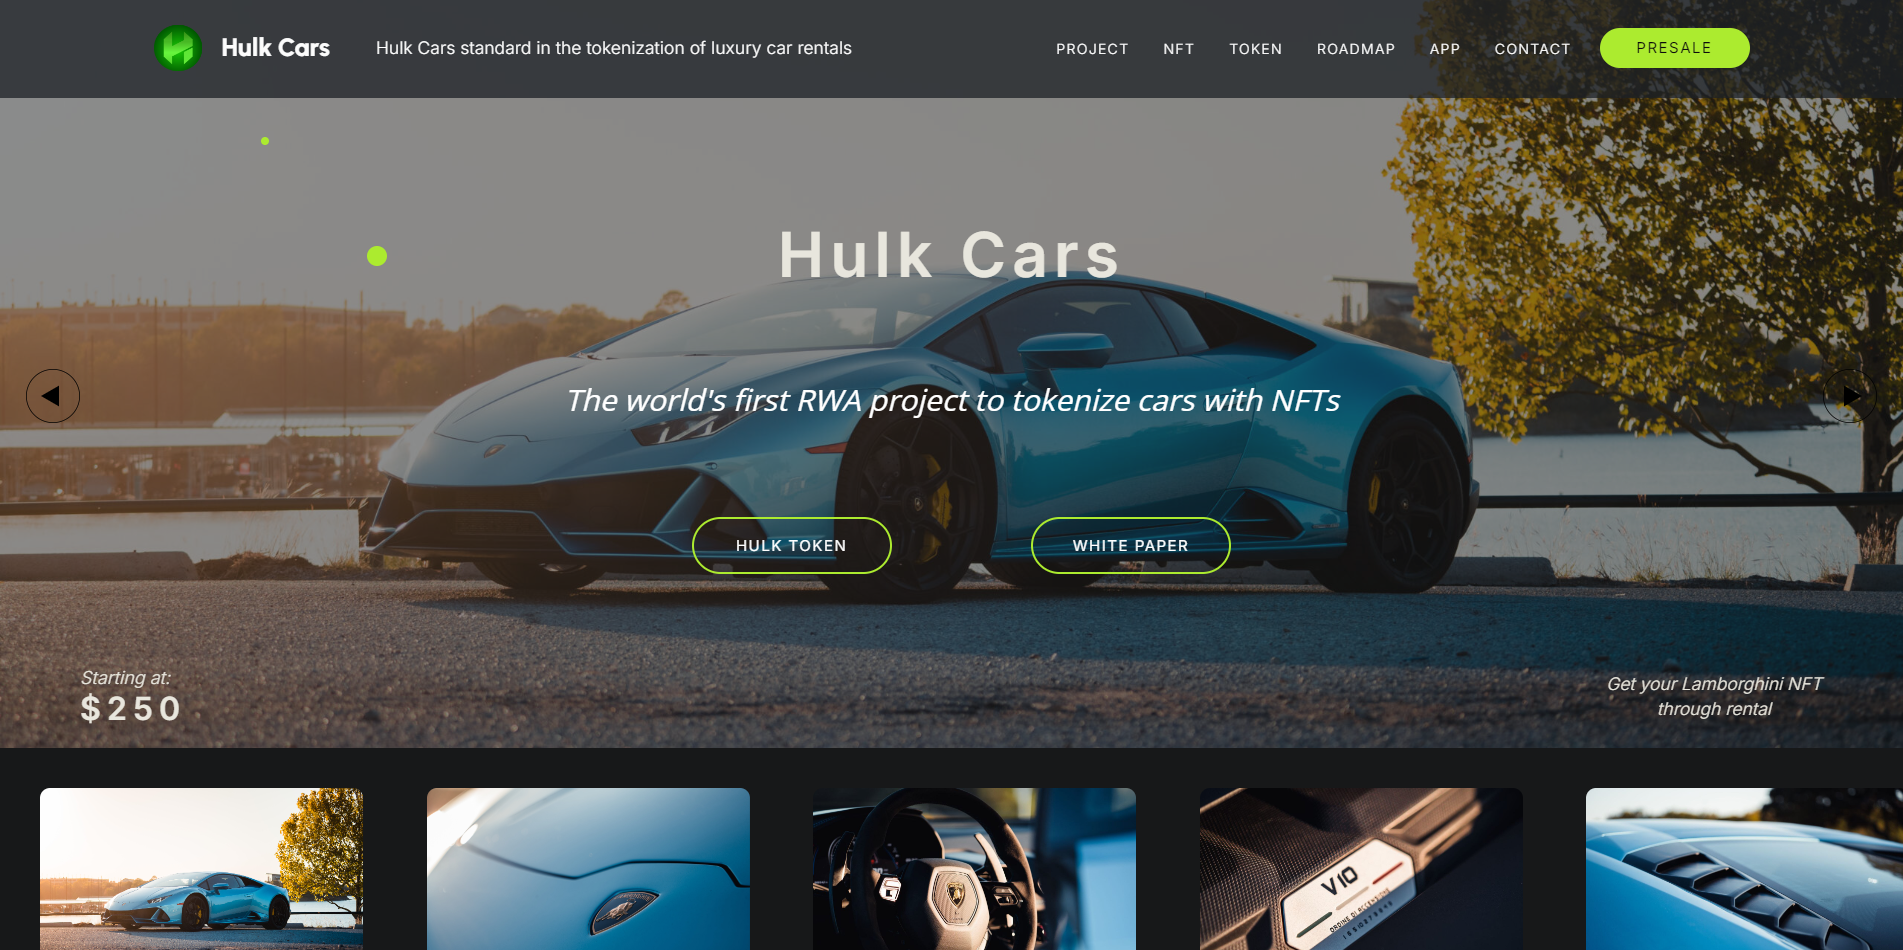 Hulk Cars
Hulk Cars standard in the tokenization of luxury car rentals
PROJECT NFT TOKEN ROADMAP APP CONTACT PRESALE
Hulk Cars
The world's first RWA project to tokenize cars with NFTs
HULK TOKEN WHITE PAPER
Starting at:
$250
Get your Lamborghini NFT
through rental
V10